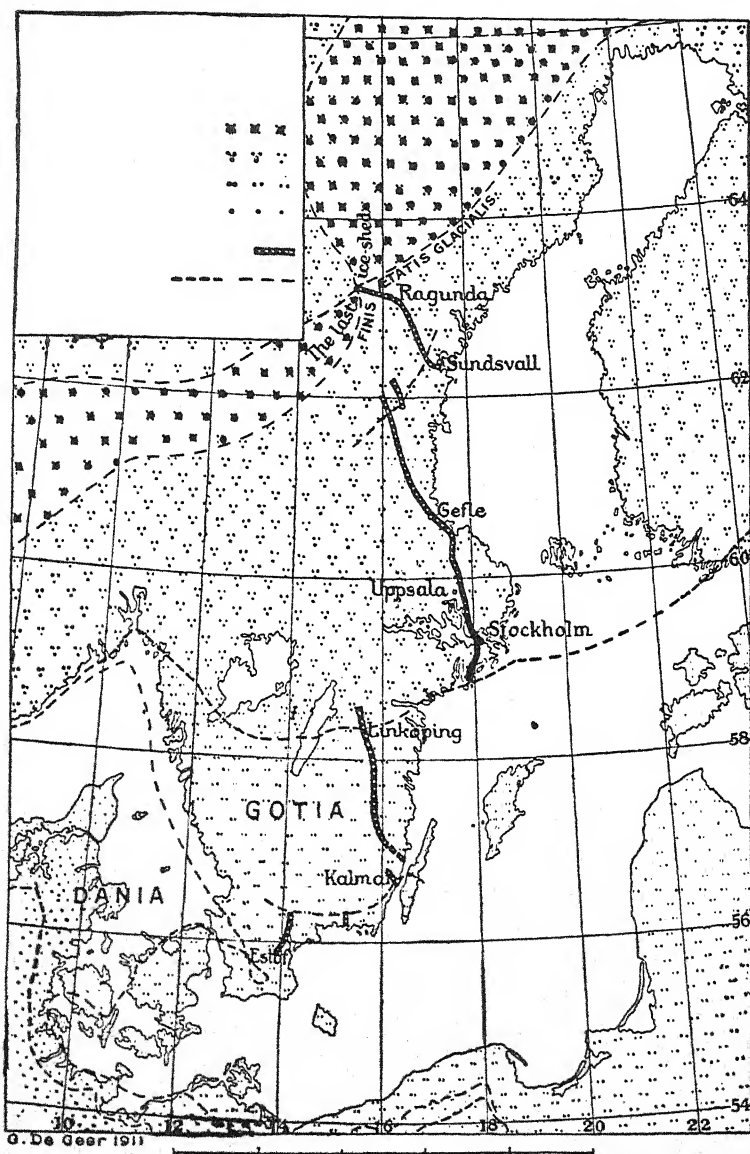 64
The last ice-shed
FINIS ÆTATIS GLACIALIS
Ragunda
Sundsvall
62
Gefle
60
Uppsala
Stockholm
Linköping
58
GOTIA
Kalmar
DANIA
56
54
10 12 14 16 18 20 22
G. De Geer 1911